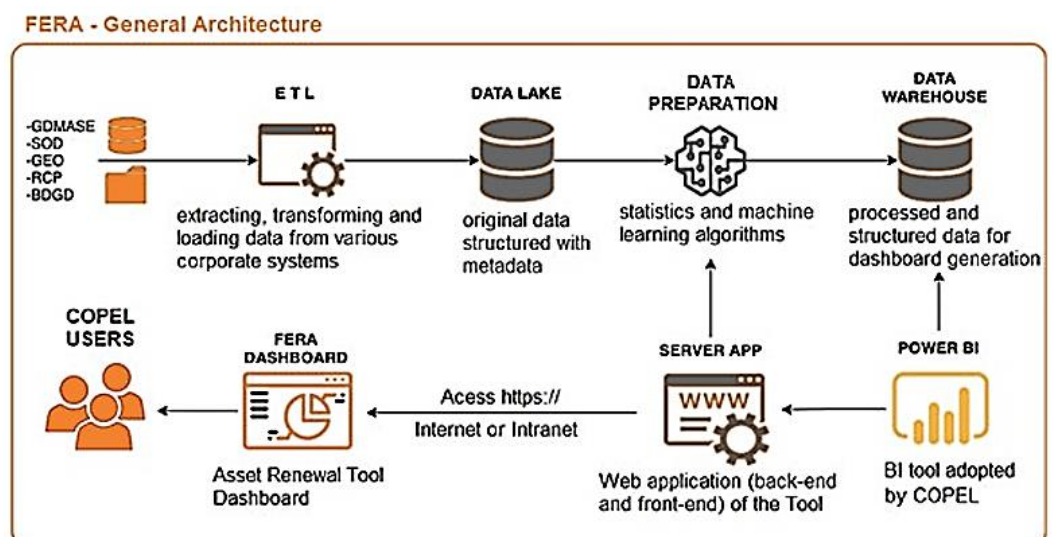 FERA - General Architecture
E T L
DATA LAKE
DATA
PREPARATION
DATA
WAREHOUSE
-GDMASE
-SOD
-GEO
-RCP
-BDGD
extracting, transforming and
loading data from various
corporate systems
original data
structured with
metadata
statistics and machine
learning algorithms
processed and
structured data for
dashboard generation
COPEL
USERS
FERA
DASHBOARD
Asset Renewal Tool
Dashboard
Acess https://
Internet or Intranet
SERVER APP
WWW
Web application (back-end
and front-end) of the Tool
POWER BI
BI tool adopted
by COPEL